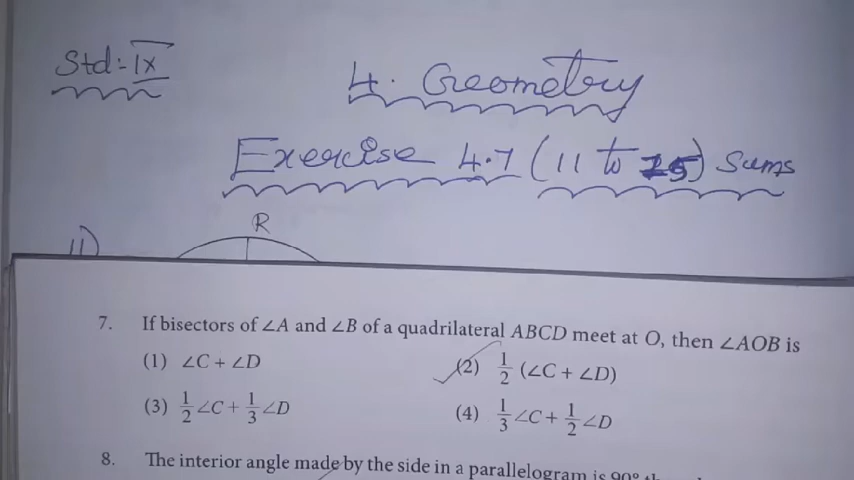 Std:- IX
4. Geometry
Exercise 4.7 (11 to 25) Sums
11) R
7. If bisectors of ∠A and ∠B of a quadrilateral ABCD meet at O, then ∠AOB is
(1) ∠C + ∠D (2) 1/2 (∠C + ∠D)
(3) 1/2 ∠C + 1/3 ∠D (4) 1/3 ∠C + 1/2 ∠D
8. The interior angle made by the side in a parallelogram is 90°